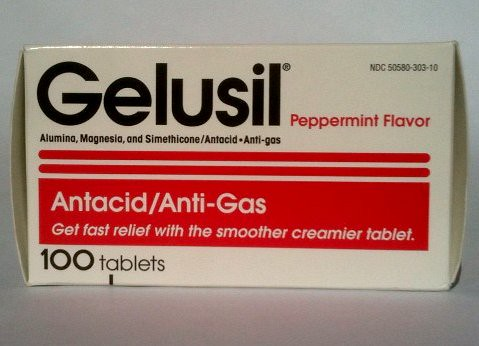 NDC 50580-303-10
Gelusil®
Peppermint Flavor
Alumina, Magnesia, and Simethicone/Antacid•Anti-gas
Antacid/Anti-Gas
Get fast relief with the smoother creamier tablet.
100 tablets